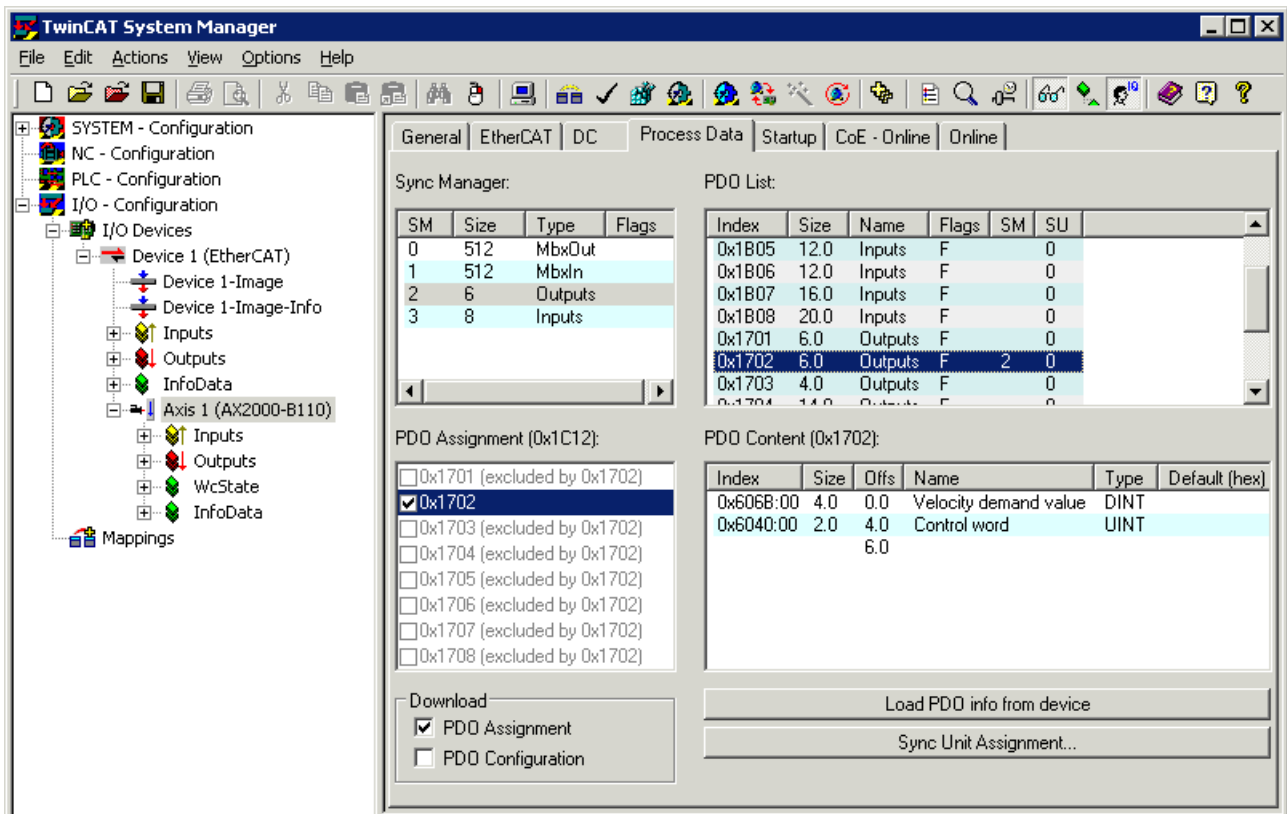 TwinCAT System Manager
File Edit Actions View Options Help
SYSTEM - Configuration
NC - Configuration
PLC - Configuration
I/O - Configuration
I/O Devices
Device 1 (EtherCAT)
Device 1-Image
Device 1-Image-Info
Inputs
Outputs
InfoData
Axis 1 (AX2000-B110)
Inputs
Outputs
WcState
InfoData
Mappings
General EtherCAT DC Process Data Startup CoE - Online Online
Sync Manager:
SM Size Type Flags
0 512 MbxOut
1 512 MbxIn
2 6 Outputs
3 8 Inputs
PDO List:
Index Size Name Flags SM SU
0x1B05 12.0 Inputs F 0
0x1B06 12.0 Inputs F 0
0x1B07 16.0 Inputs F 0
0x1B08 20.0 Inputs F 0
0x1701 6.0 Outputs F 0
0x1702 6.0 Outputs F 2 0
0x1703 4.0 Outputs F 0
0x1704 14.0 Outputs F 0
PDO Assignment (0x1C12):
0x1701 (excluded by 0x1702)
0x1702
0x1703 (excluded by 0x1702)
0x1704 (excluded by 0x1702)
0x1705 (excluded by 0x1702)
0x1706 (excluded by 0x1702)
0x1707 (excluded by 0x1702)
0x1708 (excluded by 0x1702)
PDO Content (0x1702):
Index Size Offs Name Type Default (hex)
0x606B:00 4.0 0.0 Velocity demand value DINT
0x6040:00 2.0 4.0 Control word UINT
6.0
Download
PDO Assignment
PDO Configuration
Load PDO info from device
Sync Unit Assignment...